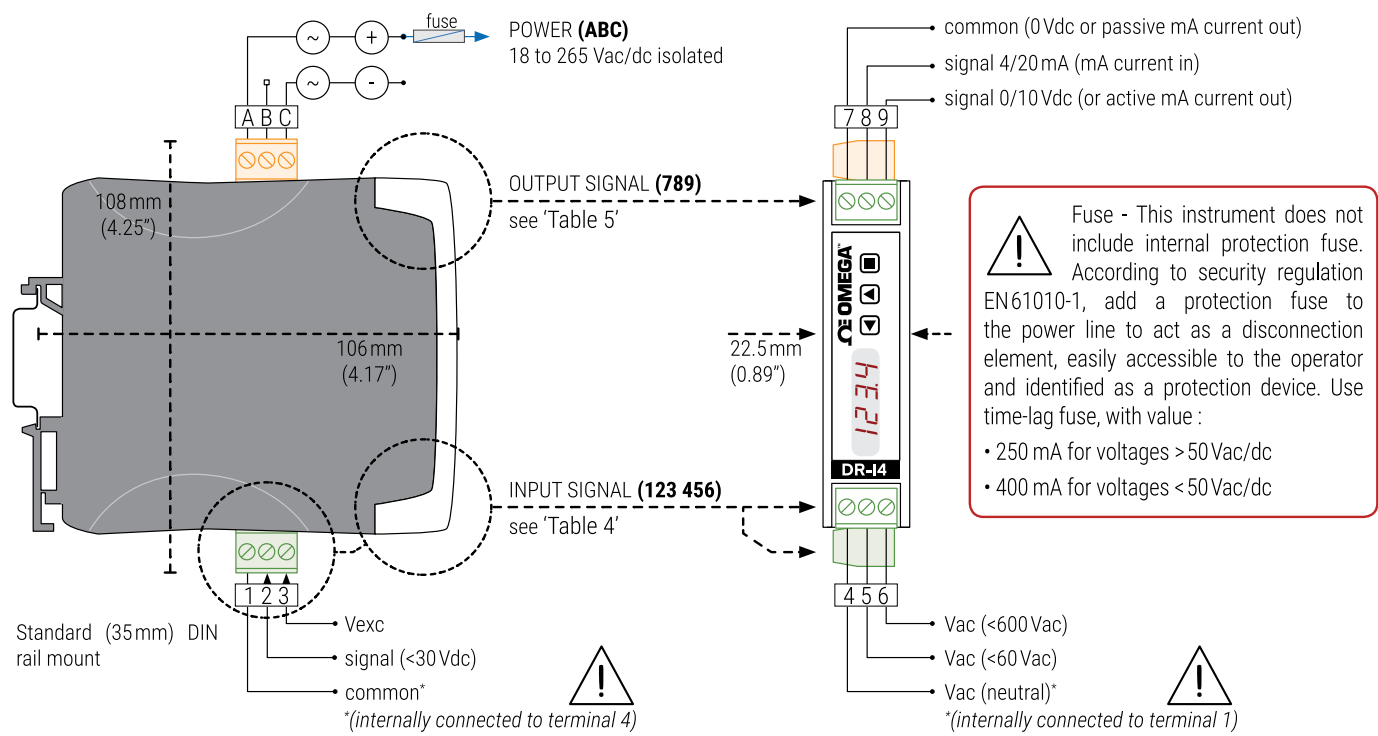 fuse
POWER (ABC)
18 to 265 Vac/dc isolated
~ +
~ -
A B C
108 mm
(4.25”)
106 mm
(4.17”)
OUTPUT SIGNAL (789)
see ‘Table 5’
INPUT SIGNAL (123 456)
see ‘Table 4’
1 2 3
Vexc
signal (<30 Vdc)
common*
*(internally connected to terminal 4)
Standard (35 mm) DIN
rail mount
common (0 Vdc or passive mA current out)
signal 4/20 mA (mA current in)
signal 0/10 Vdc (or active mA current out)
7 8 9
22.5 mm
(0.89”)
Ω OMEGA™
123.4
DR-I4
4 5 6
Vac (<600 Vac)
Vac (<60 Vac)
Vac (neutral)*
*(internally connected to terminal 1)
!
!
!
Fuse - This instrument does not
include internal protection fuse.
According to security regulation
EN 61010-1, add a protection fuse to
the power line to act as a disconnection
element, easily accessible to the operator
and identified as a protection device. Use
time-lag fuse, with value :
• 250 mA for voltages > 50 Vac/dc
• 400 mA for voltages < 50 Vac/dc